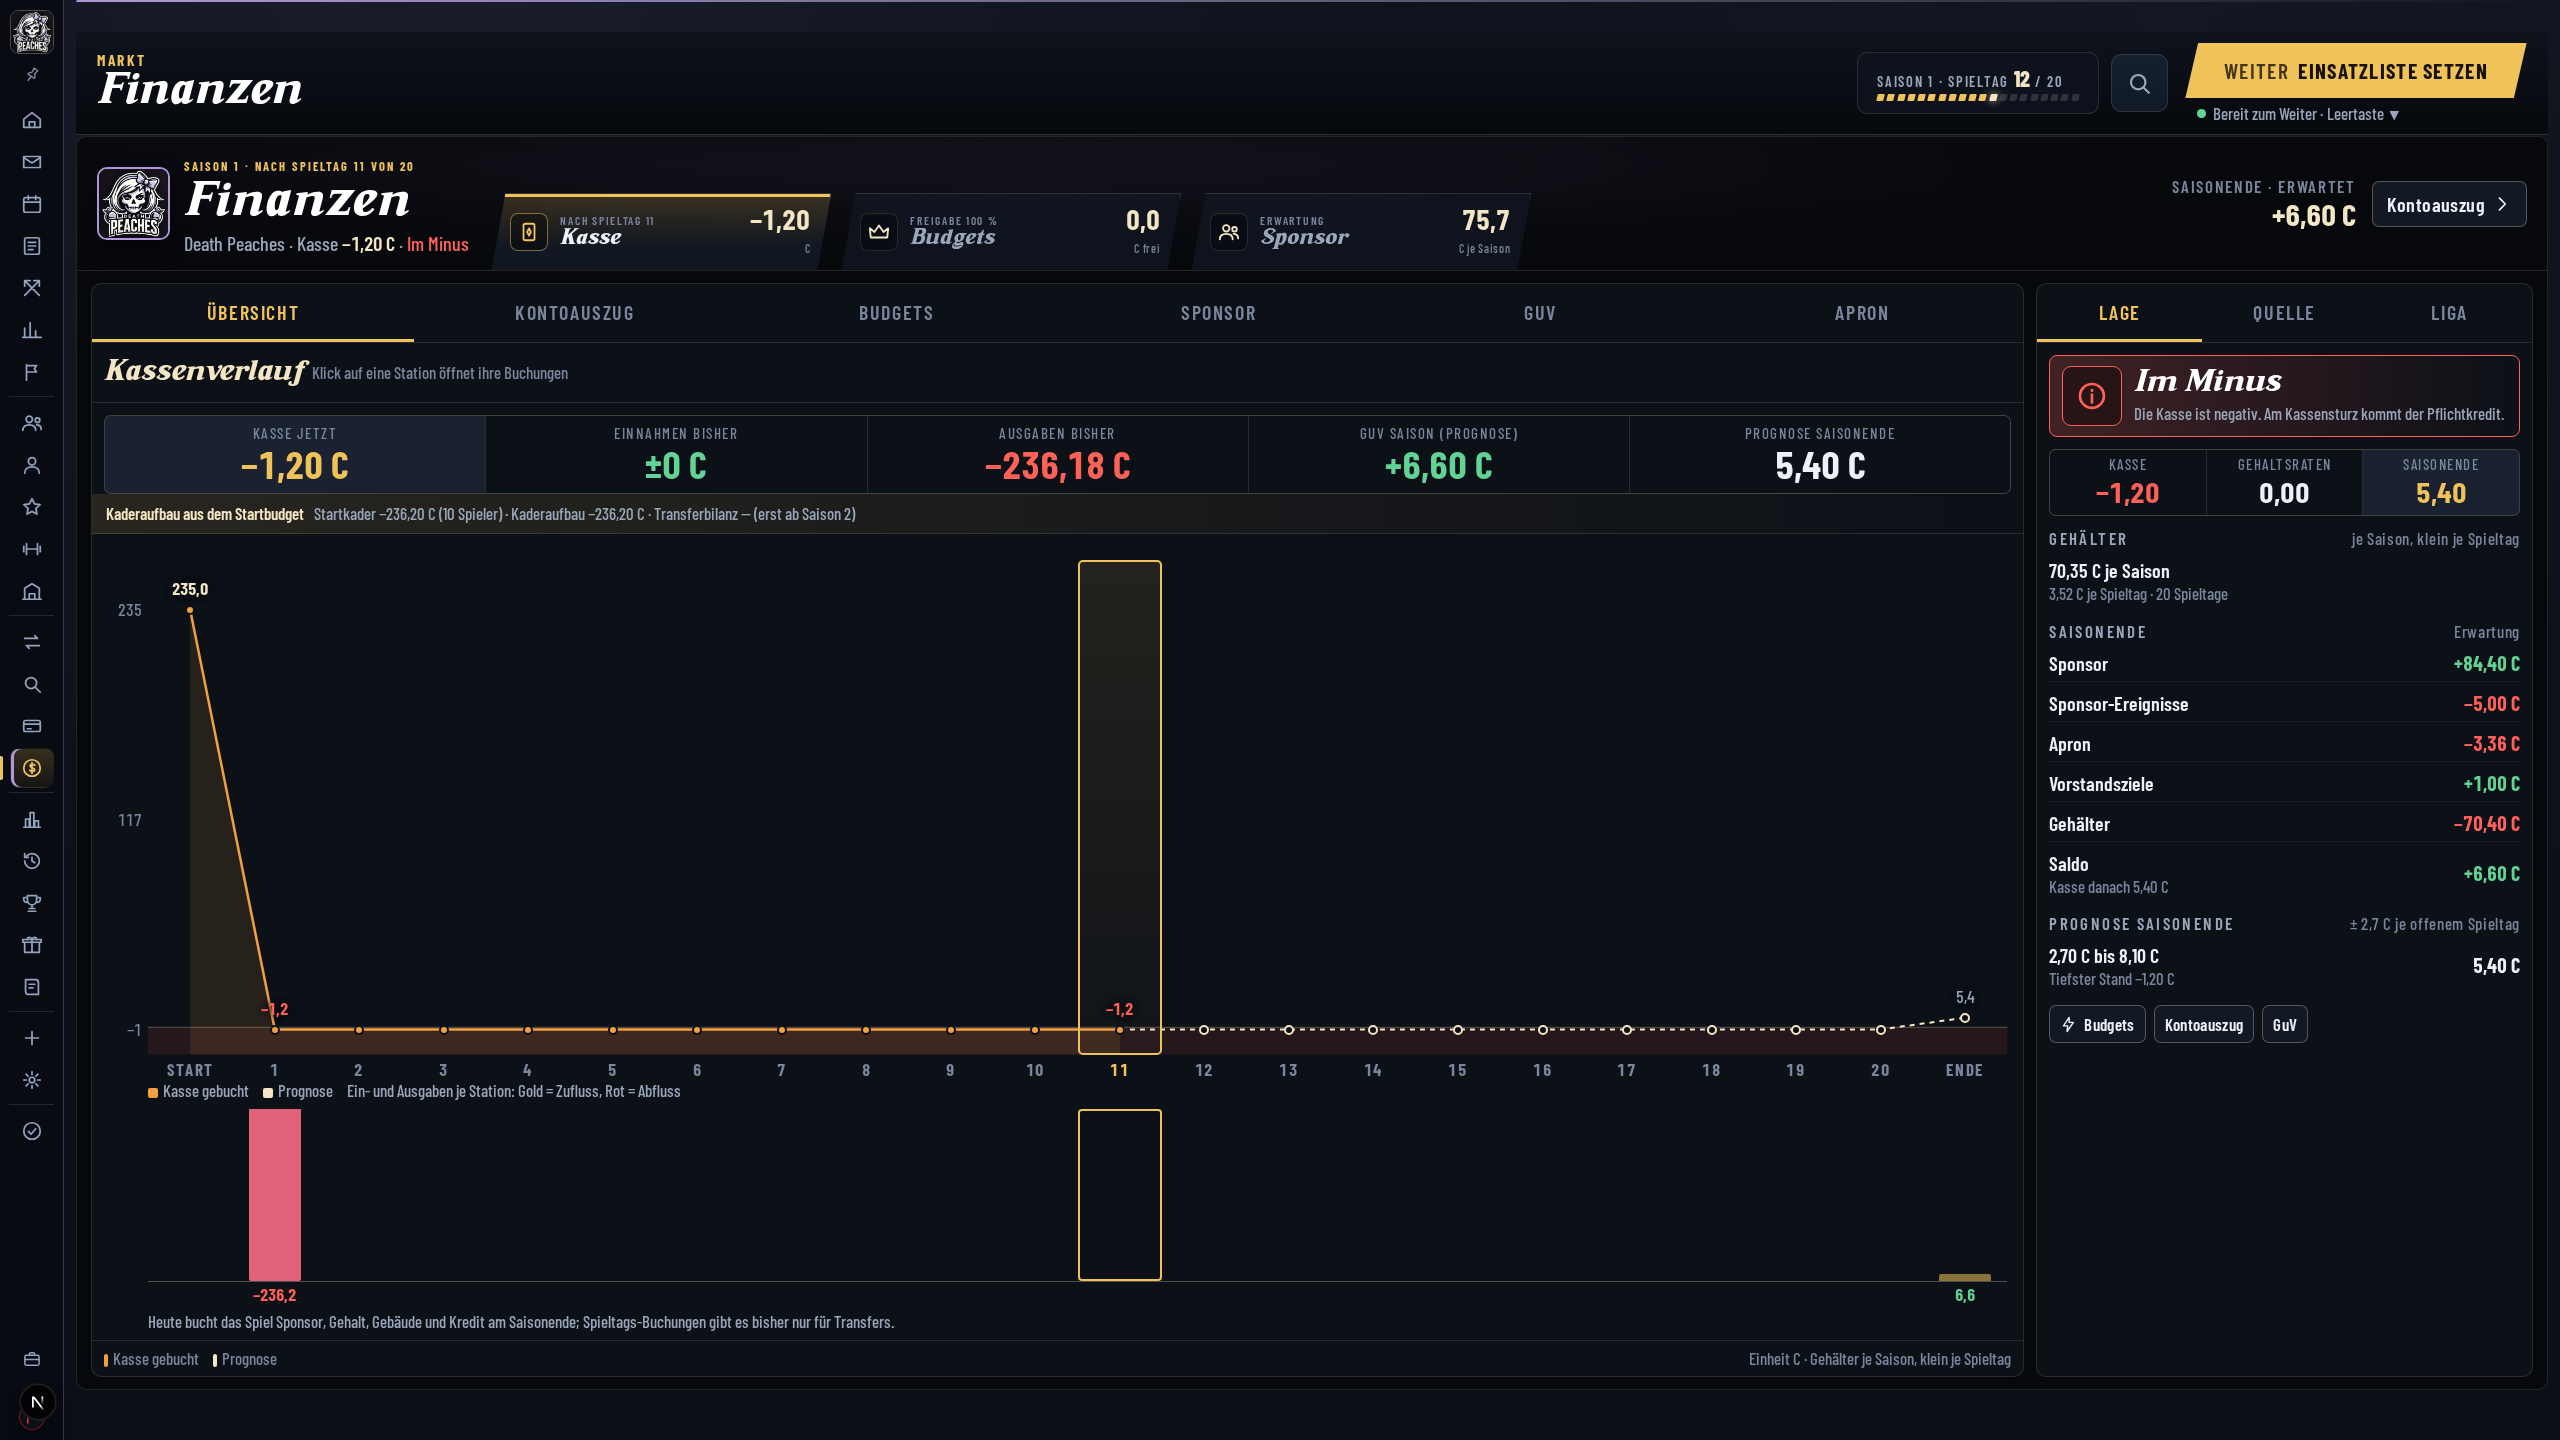 MARKT
Finanzen
SAISON 1 · SPIELTAG 12 / 20
WEITER EINSATZLISTE SETZEN
Bereit zum Weiter · Leertaste ▼
SAISON 1 · NACH SPIELTAG 11 VON 20
Finanzen
Death Peaches · Kasse −1,20 C · Im Minus
NACH SPIELTAG 11
Kasse
−1,20
C
FREIGABE 100 %
Budgets
0,0
C frei
ERWARTUNG
Sponsor
75,7
C je Saison
SAISONENDE · ERWARTET
+6,60 C
Kontoauszug
ÜBERSICHT
KONTOAUSZUG
BUDGETS
SPONSOR
GUV
APRON
Kassenverlauf Klick auf eine Station öffnet ihre Buchungen
KASSE JETZT
−1,20 C
EINNAHMEN BISHER
±0 C
AUSGABEN BISHER
−236,18 C
GUV SAISON (PROGNOSE)
+6,60 C
PROGNOSE SAISONENDE
5,40 C
Kaderaufbau aus dem Startbudget Startkader −236,20 C (10 Spieler) · Kaderaufbau −236,20 C · Transferbilanz — (erst ab Saison 2)
235,0
235
117
−1,2
−1,2
5,4
−1
START 1 2 3 4 5 6 7 8 9 10 11 12 13 14 15 16 17 18 19 20 ENDE
Kasse gebucht Prognose Ein- und Ausgaben je Station: Gold = Zufluss, Rot = Abfluss
−236,2
6,6
Heute bucht das Spiel Sponsor, Gehalt, Gebäude und Kredit am Saisonende; Spieltags-Buchungen gibt es bisher nur für Transfers.
Kasse gebucht Prognose
Einheit C · Gehälter je Saison, klein je Spieltag
LAGE
QUELLE
LIGA
Im Minus
Die Kasse ist negativ. Am Kassensturz kommt der Pflichtkredit.
KASSE
−1,20
GEHALTSRATEN
0,00
SAISONENDE
5,40
GEHÄLTER je Saison, klein je Spieltag
70,35 C je Saison
3,52 C je Spieltag · 20 Spieltage
SAISONENDE Erwartung
Sponsor +84,40 C
Sponsor-Ereignisse −5,00 C
Apron −3,36 C
Vorstandsziele +1,00 C
Gehälter −70,40 C
Saldo +6,60 C
Kasse danach 5,40 C
PROGNOSE SAISONENDE ± 2,7 C je offenem Spieltag
2,70 C bis 8,10 C 5,40 C
Tiefster Stand −1,20 C
Budgets
Kontoauszug
GuV
N